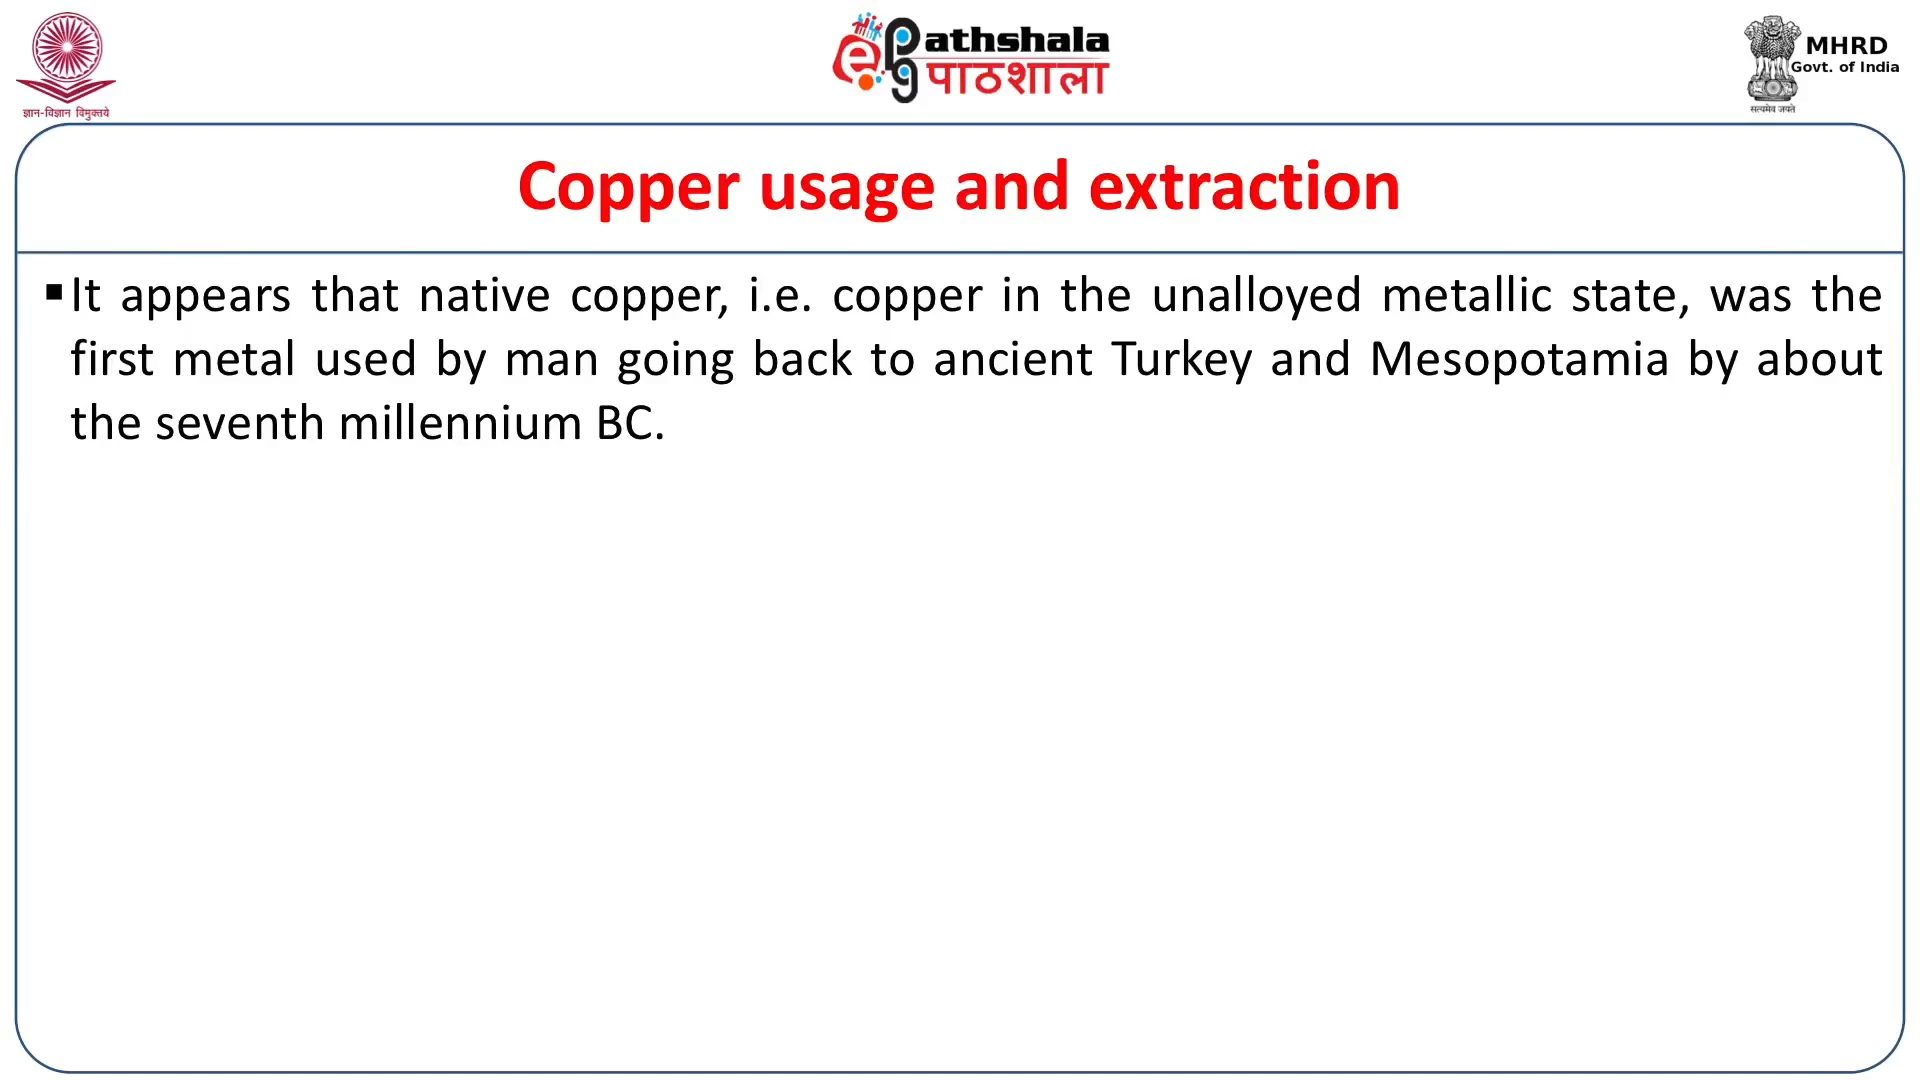 ज्ञान-विज्ञान विमुक्तये
e pg Pathshala
पाठशाला
MHRD
Govt. of India
सत्यमेव जयते
Copper usage and extraction
▪It appears that native copper, i.e. copper in the unalloyed metallic state, was the
first metal used by man going back to ancient Turkey and Mesopotamia by about
the seventh millennium BC.